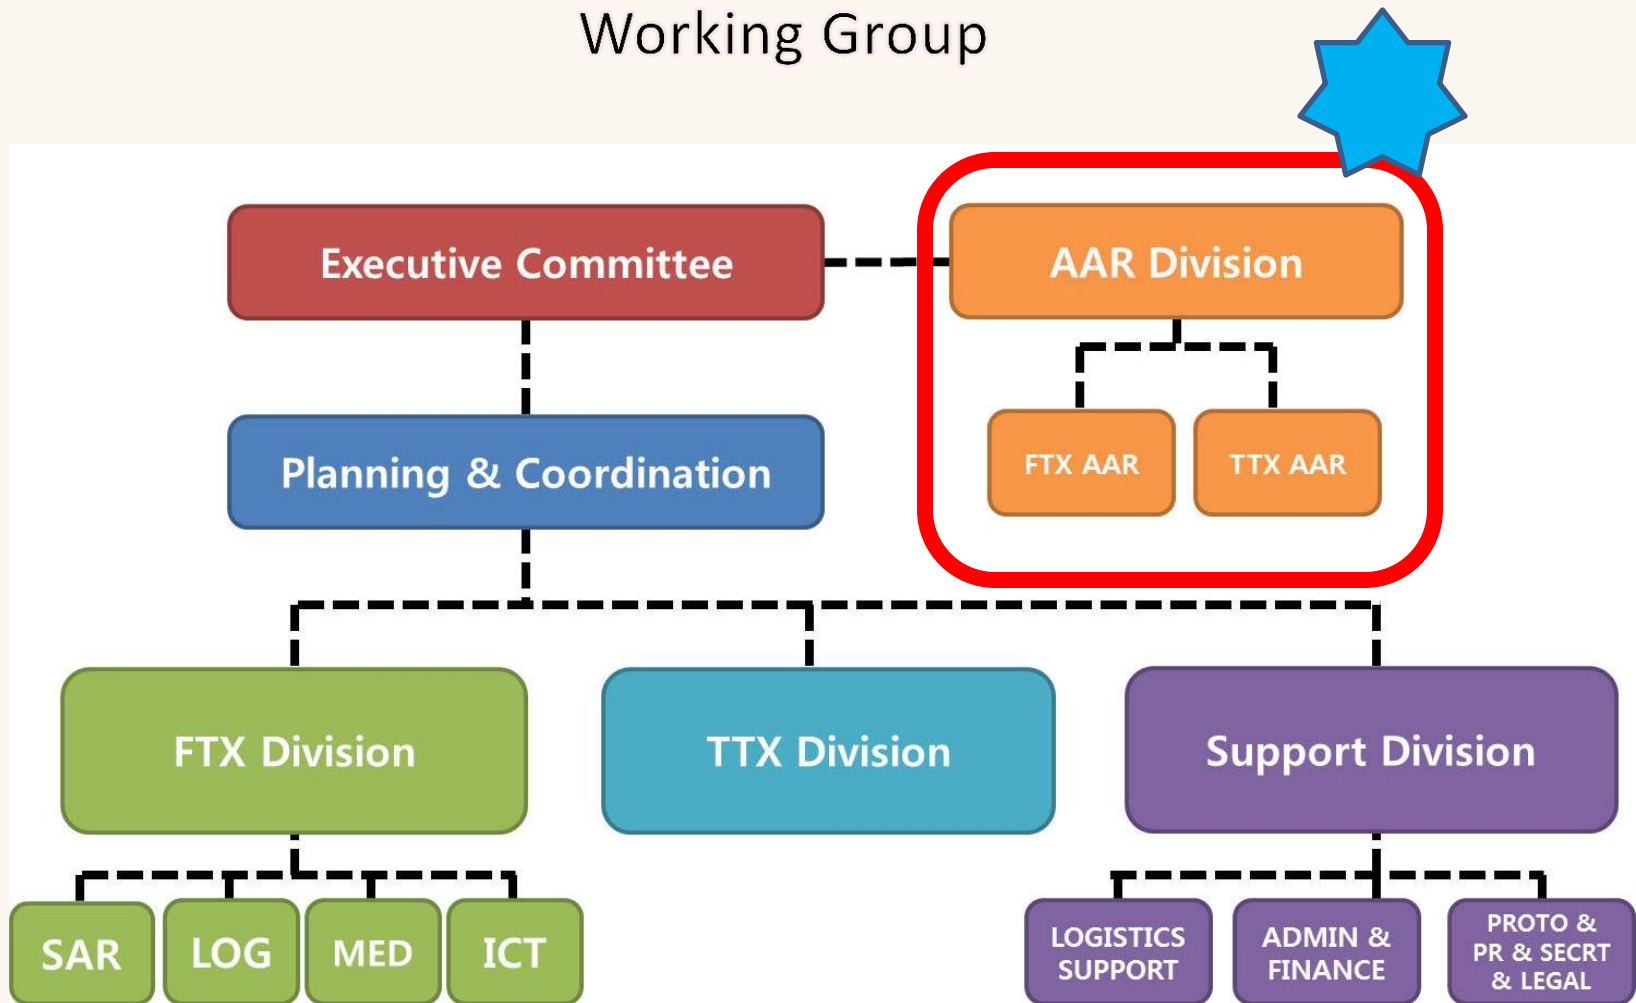 Working Group
Executive Committee
AAR Division
FTX AAR
TTX AAR
Planning & Coordination
FTX Division
TTX Division
Support Division
SAR
LOG
MED
ICT
LOGISTICS
SUPPORT
ADMIN &
FINANCE
PROTO &
PR & SECRT
& LEGAL